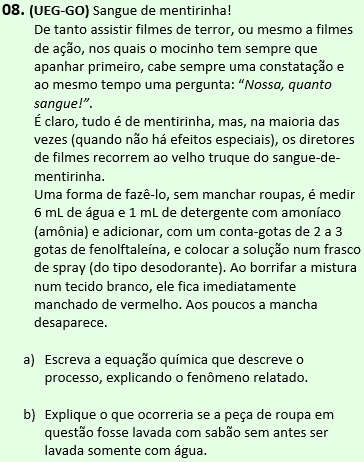 08. (UEG-GO) Sangue de mentirinha!
De tanto assistir filmes de terror, ou mesmo a filmes
de ação, nos quais o mocinho tem sempre que
apanhar primeiro, cabe sempre uma constatação e
ao mesmo tempo uma pergunta: “Nossa, quanto
sangue!”.
É claro, tudo é de mentirinha, mas, na maioria das
vezes (quando não há efeitos especiais), os diretores
de filmes recorrem ao velho truque do sangue-de-
mentirinha.
Uma forma de fazê-lo, sem manchar roupas, é medir
6 mL de água e 1 mL de detergente com amoníaco
(amônia) e adicionar, com um conta-gotas de 2 a 3
gotas de fenolftaleína, e colocar a solução num frasco
de spray (do tipo desodorante). Ao borrifar a mistura
num tecido branco, ele fica imediatamente
manchado de vermelho. Aos poucos a mancha
desaparece.
a) Escreva a equação química que descreve o
processo, explicando o fenômeno relatado.
b) Explique o que ocorreria se a peça de roupa em
questão fosse lavada com sabão sem antes ser
lavada somente com água.